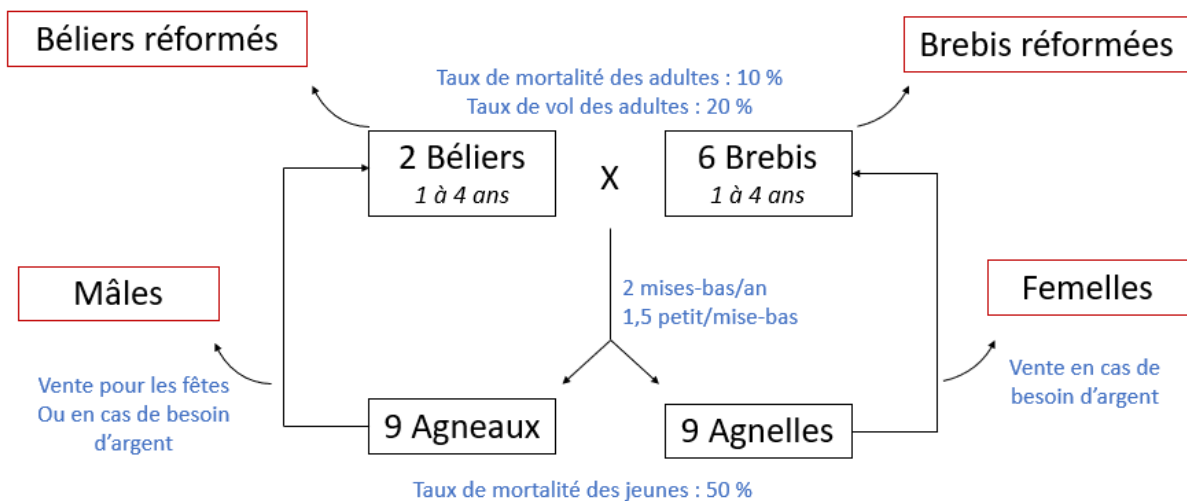 Béliers réformés
Brebis réformées
Taux de mortalité des adultes : 10 %
Taux de vol des adultes : 20 %
2 Béliers
1 à 4 ans
X
6 Brebis
1 à 4 ans
Mâles
2 mises-bas/an
1,5 petit/mise-bas
Femelles
Vente pour les fêtes
Ou en cas de besoin
d'argent
Vente en cas de
besoin d'argent
9 Agneaux
9 Agnelles
Taux de mortalité des jeunes : 50 %